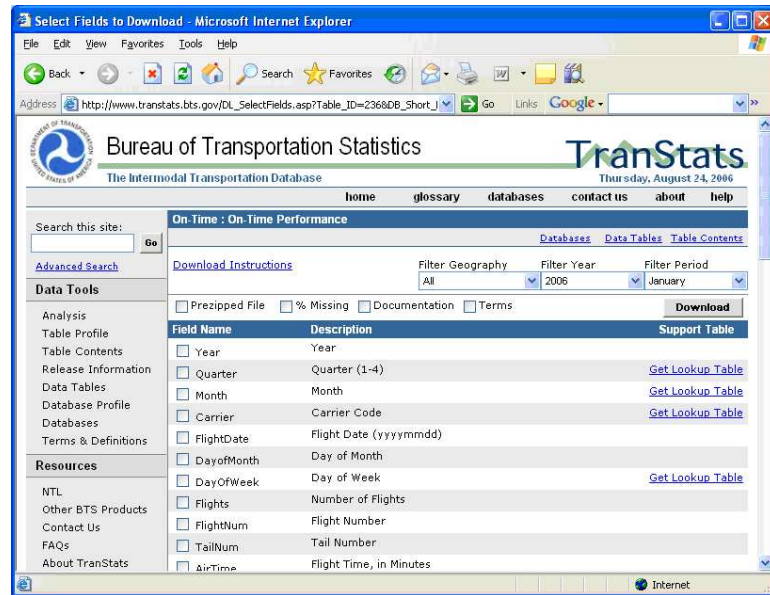 Select Fields to Download - Microsoft Internet Explorer
File Edit View Favorites Tools Help
Back Search Favorites
Address http://www.transtats.bts.gov/DL_SelectFields.asp?Table_ID=236&DB_Short_ Go Links Google
Bureau of Transportation Statistics
TranStats
The Intermodal Transportation Database
Thursday, August 24, 2006
home glossary databases contact us about help
Search this site:
Go
Advanced Search
Data Tools
Analysis
Table Profile
Table Contents
Release Information
Data Tables
Database Profile
Databases
Terms & Definitions
Resources
NTL
Other BTS Products
Contact Us
FAQs
About TranStats
On-Time : On-Time Performance
Databases Data Tables Table Contents
Download Instructions Filter Geography Filter Year Filter Period
All 2006 January
Prezipped File % Missing Documentation Terms Download
Field Name Description Support Table
Year Year
Quarter Quarter (1-4) Get Lookup Table
Month Month Get Lookup Table
Carrier Carrier Code Get Lookup Table
FlightDate Flight Date (yyyymmdd)
DayofMonth Day of Month
DayOfWeek Day of Week Get Lookup Table
Flights Number of Flights
FlightNum Flight Number
TailNum Tail Number
AirTime Flight Time, in Minutes
Internet